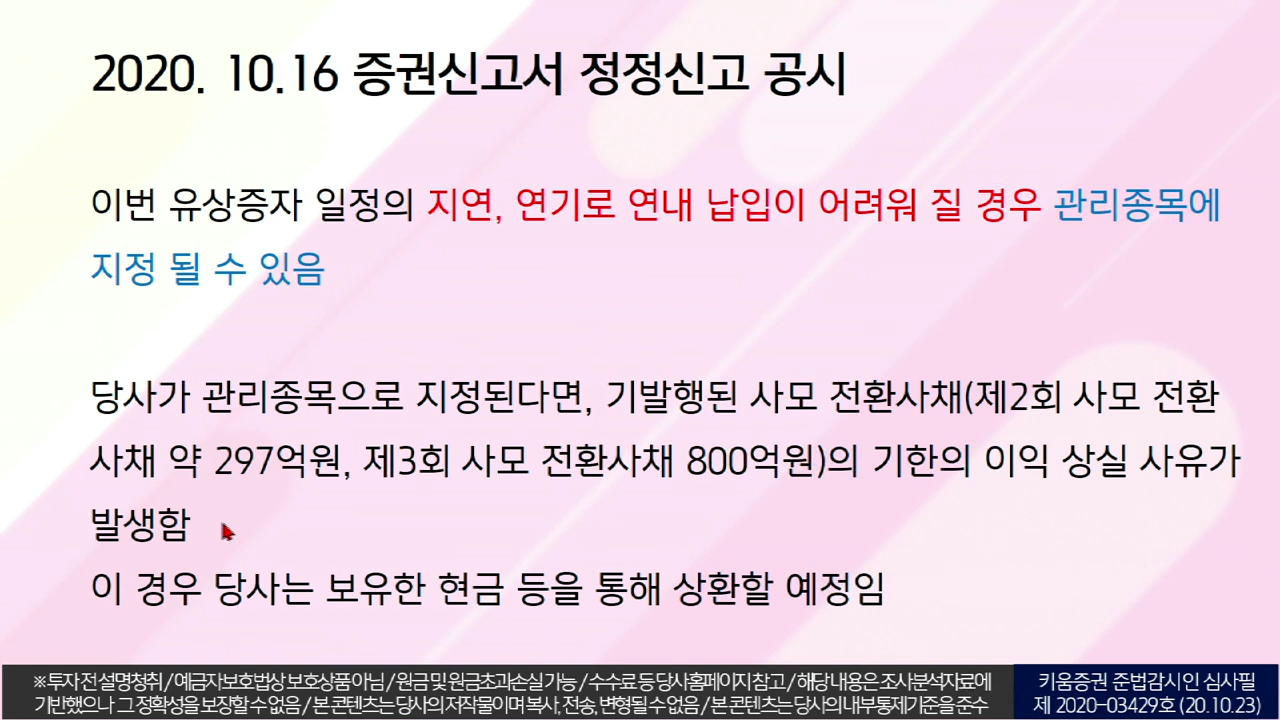 2020. 10.16 증권신고서 정정신고 공시
이번 유상증자 일정의 지연, 연기로 연내 납입이 어려워 질 경우 관리종목에
지정 될 수 있음
당사가 관리종목으로 지정된다면, 기발행된 사모 전환사채(제2회 사모 전환
사채 약 297억원, 제3회 사모 전환사채 800억원)의 기한의 이익 상실 사유가
발생함
이 경우 당사는 보유한 현금 등을 통해 상환할 예정임
※투자 전 설명청취 / 예금자보호법상 보호상품 아님 / 원금 및 원금초과손실 가능 / 수수료 등 당사홈페이지 참고 / 해당 내용은 조사분석자료에
기반했으나 그 정확성을 보장할 수 없음 / 본 콘텐츠는 당사의 저작물이며 복사, 전송, 변형될 수 없음 / 본 콘텐츠는 당사의 내부통제기준을 준수
키움증권 준법감시인 심사필
제 2020-03429호 (20.10.23)